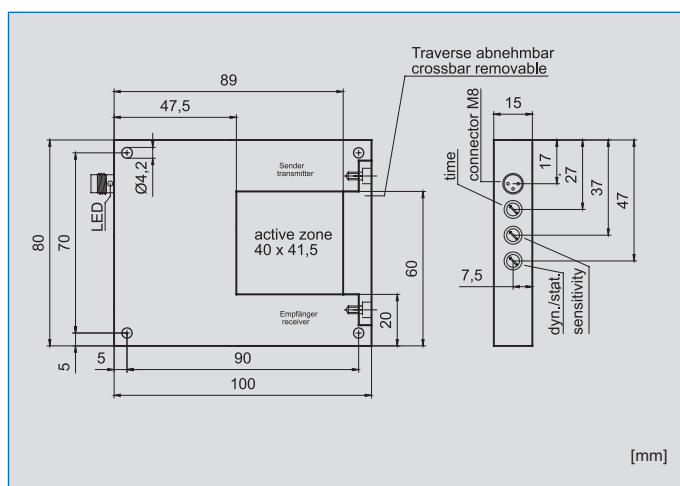 Traverse abnehmbar
crossbar removable
89
47,5
15
connector M8
time
17
27
37
47
Ø4,2
LED
Sender
transmitter
active zone
40 x 41,5
80
70
60
20
7,5
dyn./stat.
sensitivity
Empfänger
receiver
5
5
90
100
[mm]